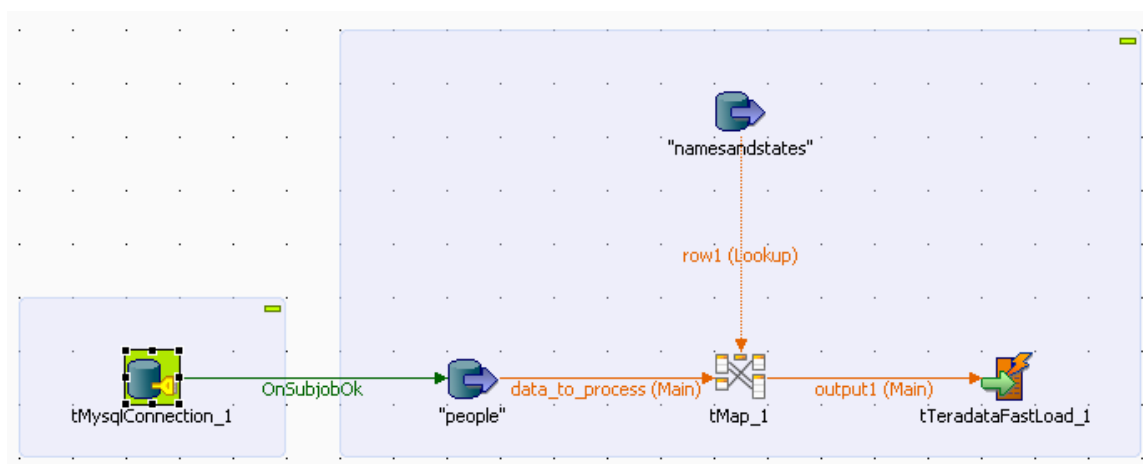 "namesandstates"
row1 (Lookup)
OnSubjobOk
data_to_process (Main)
output1 (Main)
tMysqlConnection_1
"people"
tMap_1
tTeradataFastLoad_1